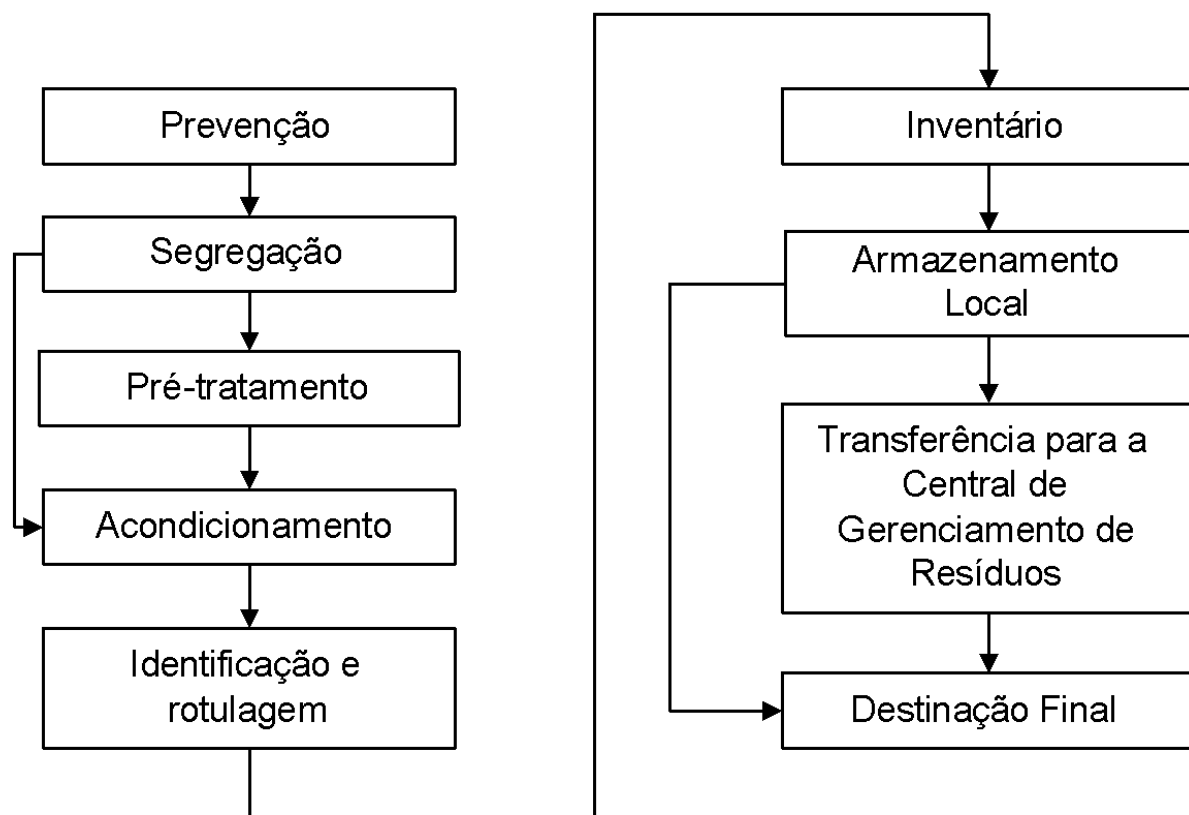 Prevenção
Segregação
Pré-tratamento
Acondicionamento
Identificação e
rotulagem
Inventário
Armazenamento
Local
Transferência para a
Central de
Gerenciamento de
Resíduos
Destinação Final